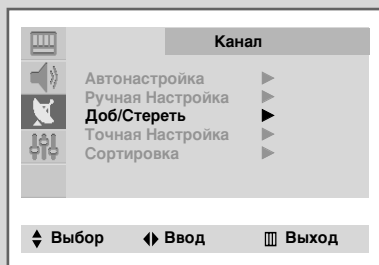 Канал
Автонастройка
Ручная Настройка
Доб/Стереть
Точная Настройка
Сортировка
Выбор Ввод Выход